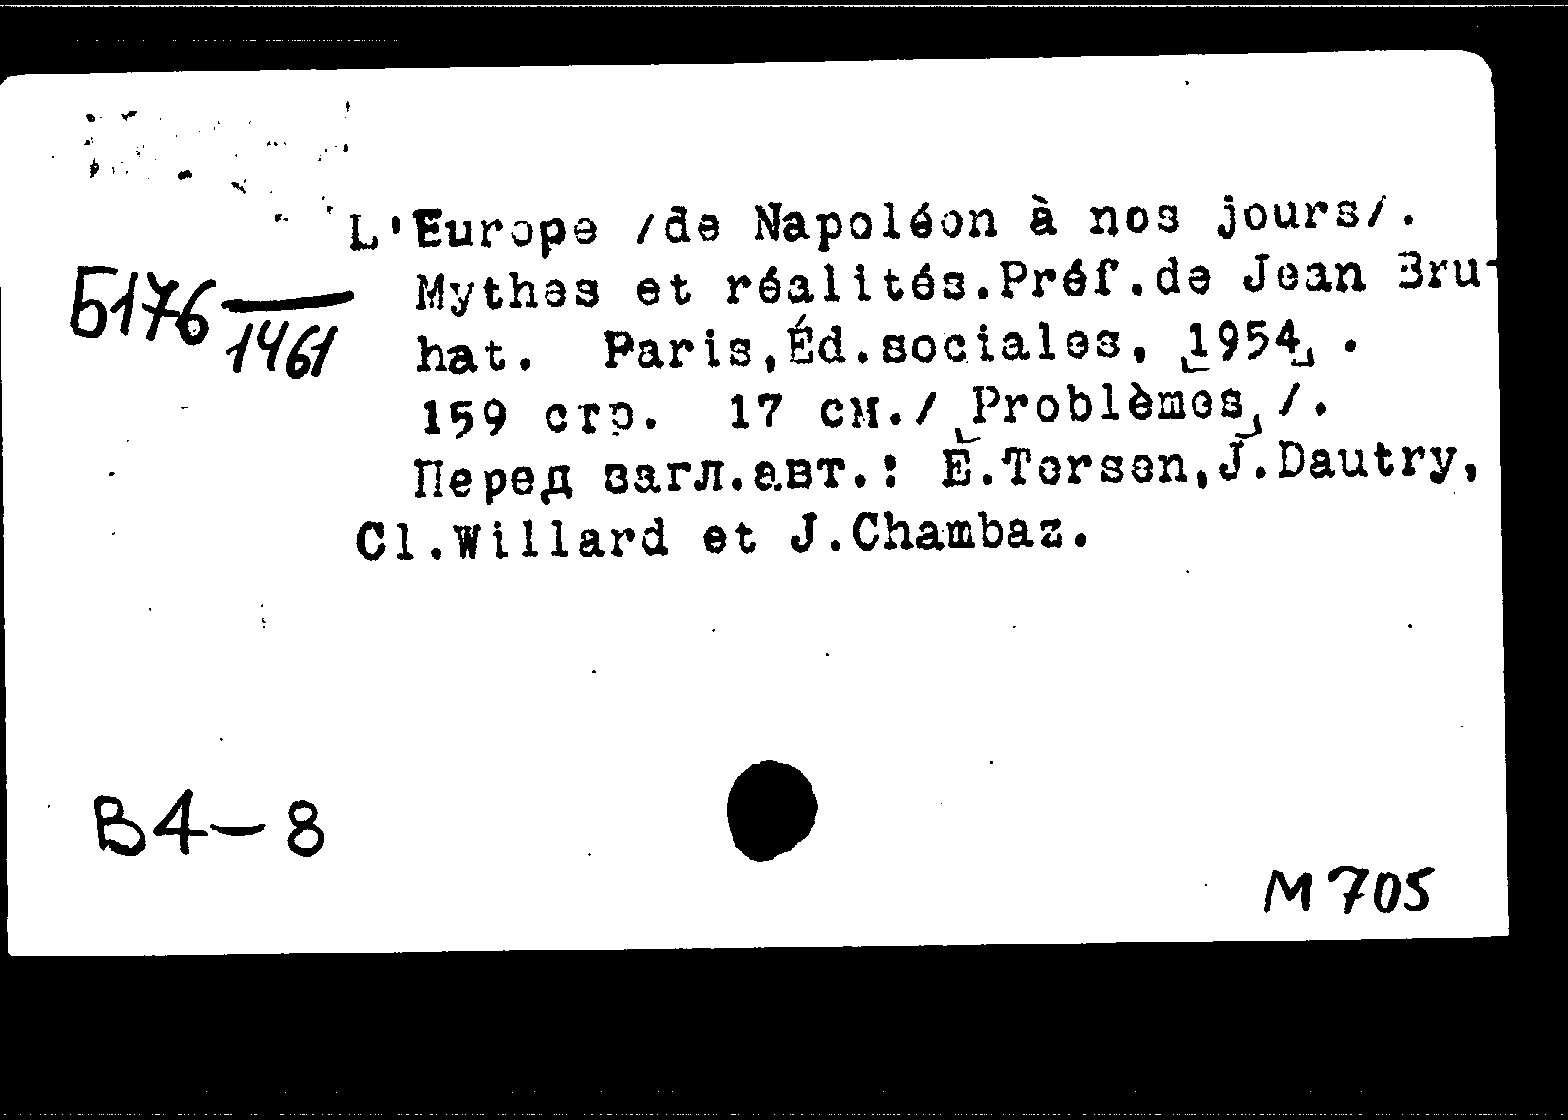 L'Europe /de Napoléon à nos jours/.
Б176 1461
Mythes et réalités.Préf.de Jean Bru-
hat. Paris,Éd.sociales, [1954] .
159 стр. 17 см./ [Problèmes] /.
Перед загл.авт.: E.Tersen,J.Dautry,
Cl.Willard et J.Chambaz.
B4-8
M 705